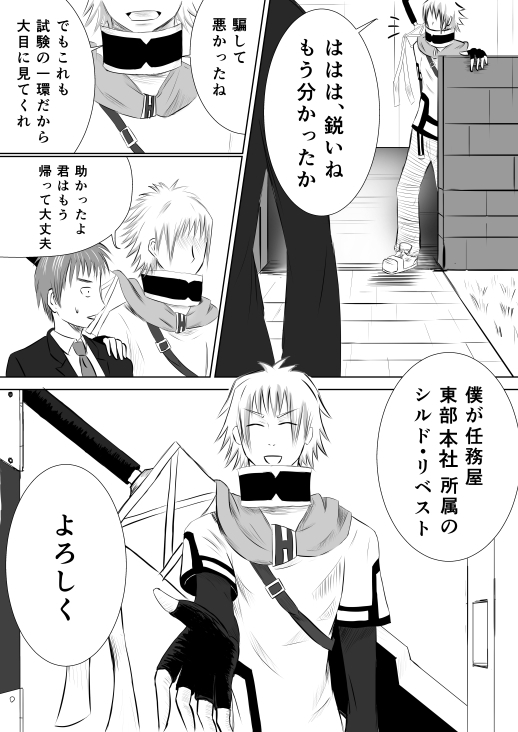 ははは、鋭いね
もう分かったか
騙して
悪かったね
でもこれも
試験の一環だから
大目に見てくれ
助かったよ
君はもう
帰って大丈夫
僕が任務屋
東部本社所属の
シルド・リベスト
よろしく
H